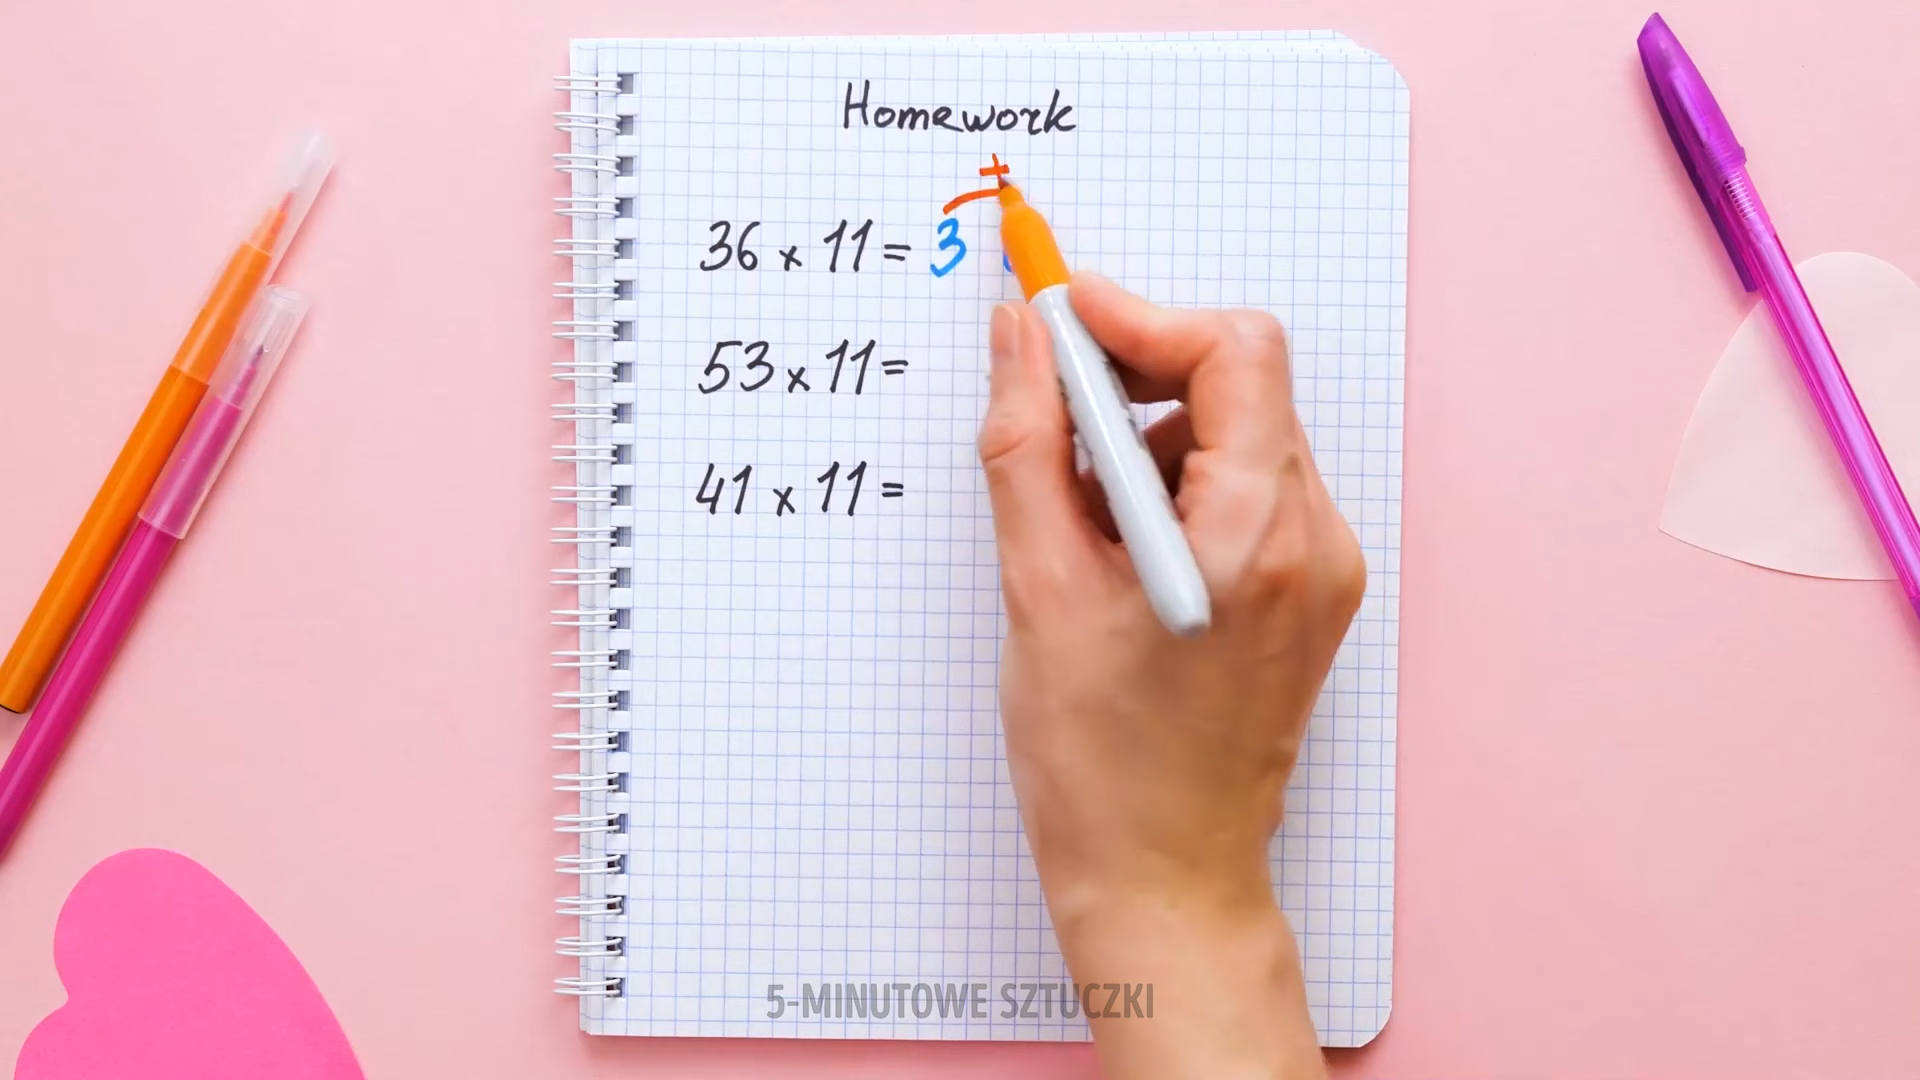 Homework
+
36 x 11 = 3
53 x 11 =
41 x 11 =
5-MINUTOWE SZTUCZKI